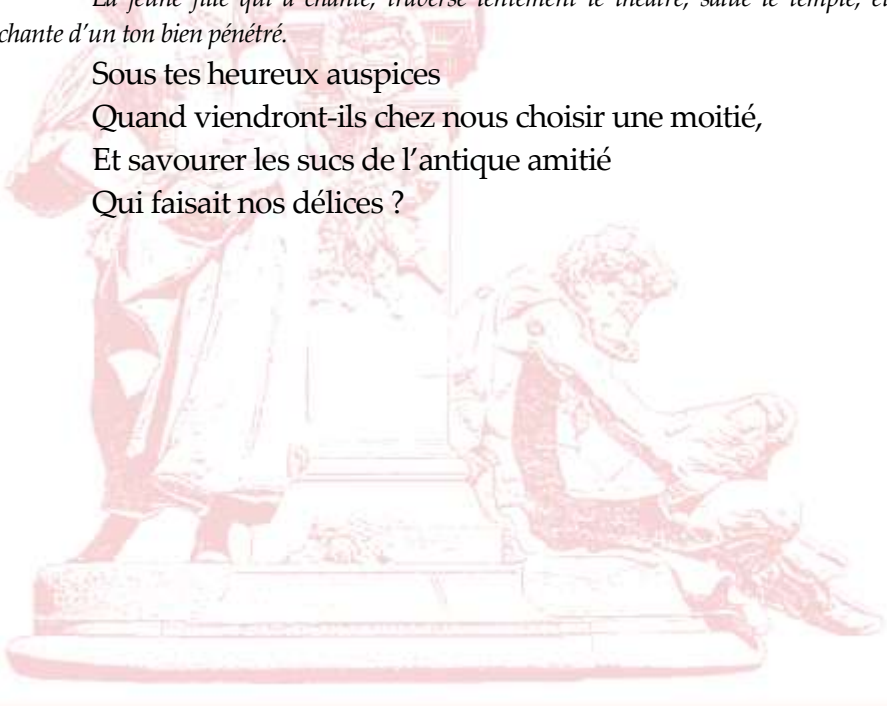 La jeune fille qui a chanté, traverse lentement le théâtre, salue le temple, et
chante d’un ton bien pénétré.
Sous tes heureux auspices
Quand viendront-ils chez nous choisir une moitié,
Et savourer les sucs de l’antique amitié
Qui faisait nos délices ?